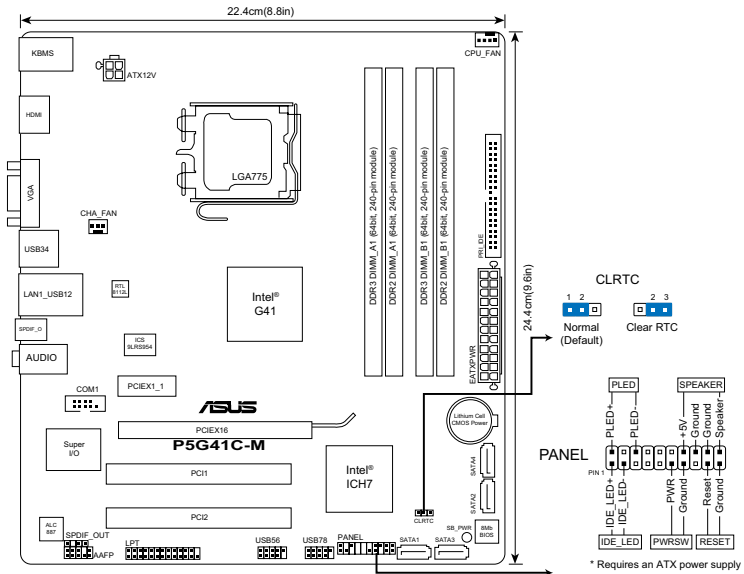 22.4cm(8.8in)
KBMS
CPU_FAN
ATX12V
HDMI
LGA775
DDR3 DIMM_A1 (64bit, 240-pin module)
DDR2 DIMM_A1 (64bit, 240-pin module)
DDR3 DIMM_B1 (64bit, 240-pin module)
DDR2 DIMM_B1 (64bit, 240-pin module)
PRI_IDE
VGA
CHA_FAN
USB34
24.4cm(9.6in)
CLRTC
1 2
2 3
Normal
(Default)
Clear RTC
LAN1_USB12
RTL
8112L
Intel®
G41
EATXPWR
SPDIF_O
AUDIO
ICS
9LRS954
PCIEX1_1
COM1
ASUS
PCIEX16
P5G41C-M
Lithium Cell
CMOS Power
Super
I/O
PCI1
Intel®
ICH7
SATA4
SATA2
PCI2
CLRTC
ALC
887
SPDIF_OUT
AAFP
LPT
USB56
USB78
PANEL
SATA1
SATA3
SB_PWR
8Mb
BIOS
PLED
SPEAKER
PLED+
PLED-
+5V
Ground
Ground
Speaker
PANEL
PIN 1
IDE_LED+
IDE_LED-
PWR
Ground
Reset
Ground
IDE_LED
PWRSW
RESET
* Requires an ATX power supply